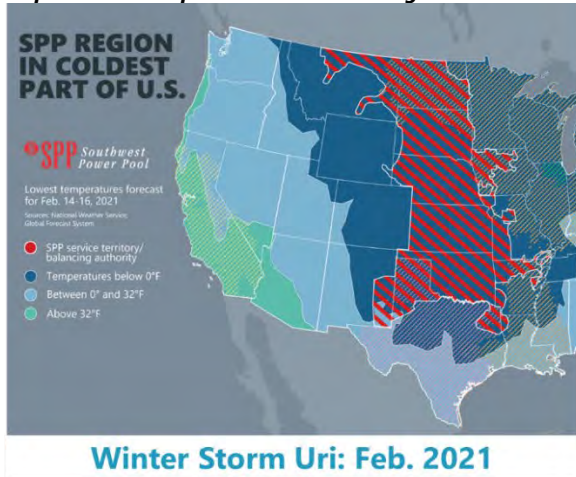 SPP REGION
IN COLDEST
PART OF U.S.
SPP Southwest
Power Pool
Lowest temperatures forecast
for Feb. 14-16, 2021
Sources: National Weather Service,
Global Forecast System
SPP service territory/
balancing authority
Temperatures below 0°F
Between 0° and 32°F
Above 32°F
Winter Storm Uri: Feb. 2021